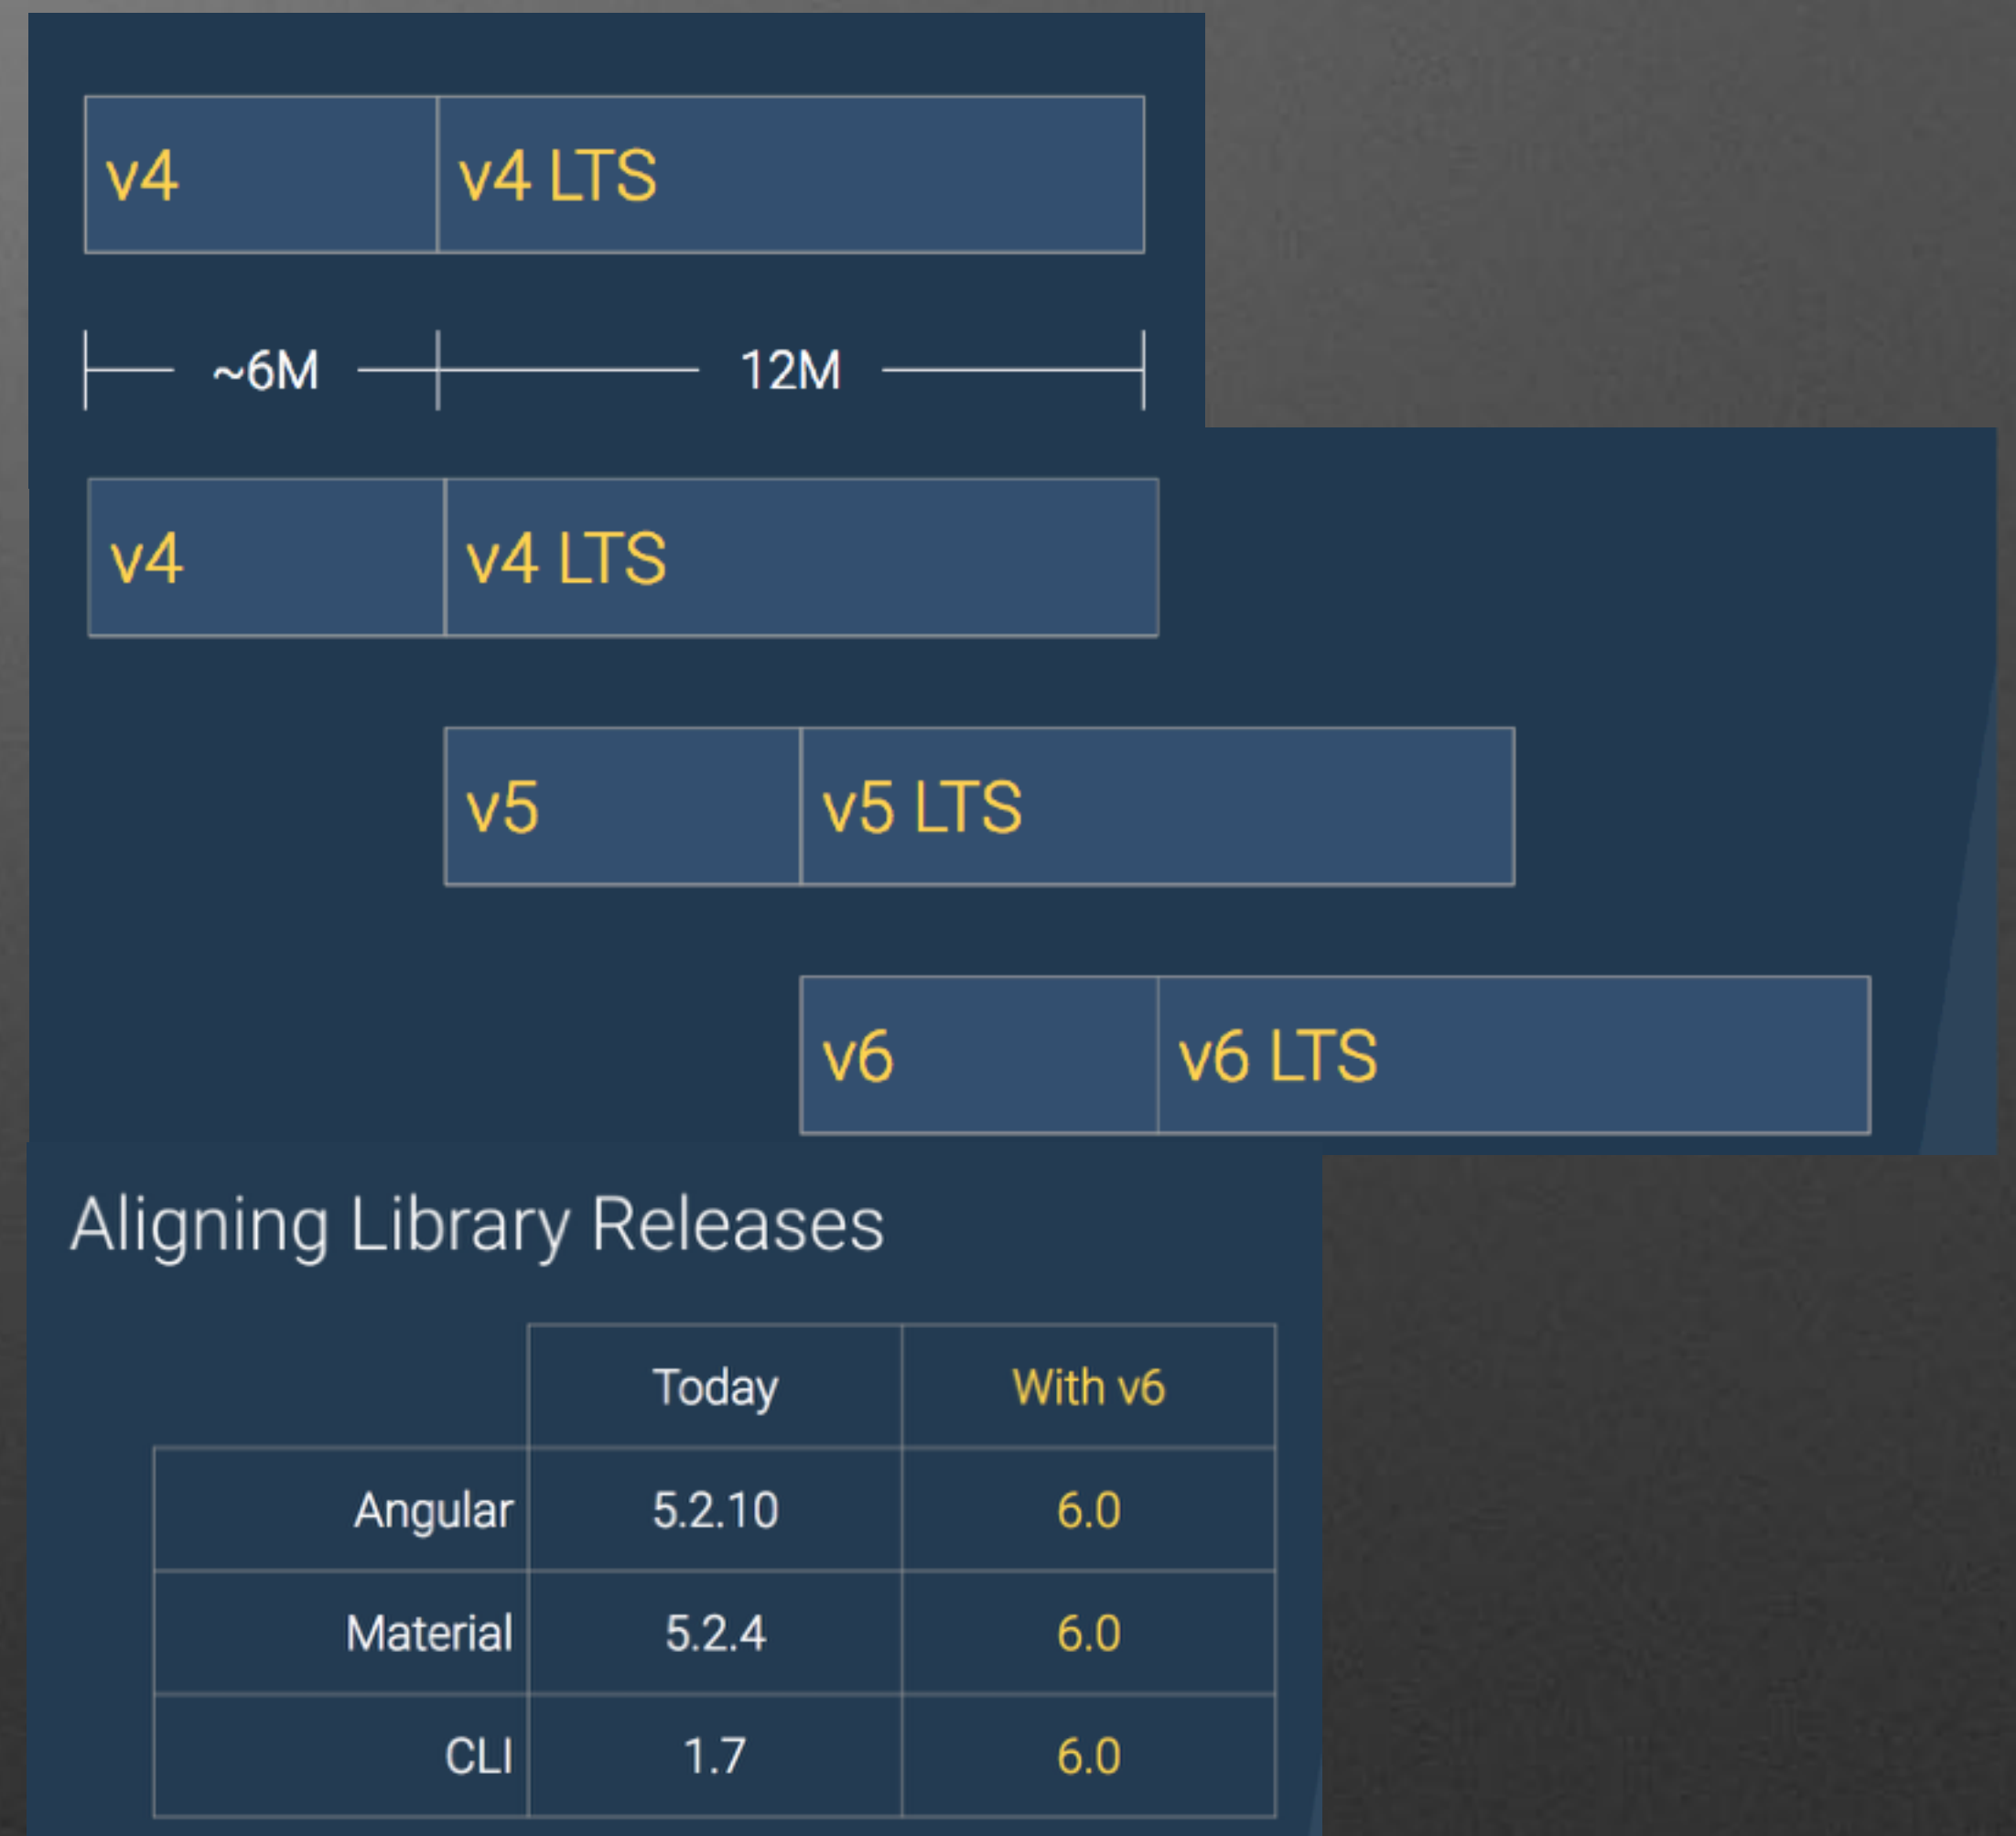 v4 v4 LTS
~6M 12M
v4 v4 LTS
v5 v5 LTS
v6 v6 LTS
Aligning Library Releases
Today With v6
Angular 5.2.10 6.0
Material 5.2.4 6.0
CLI 1.7 6.0